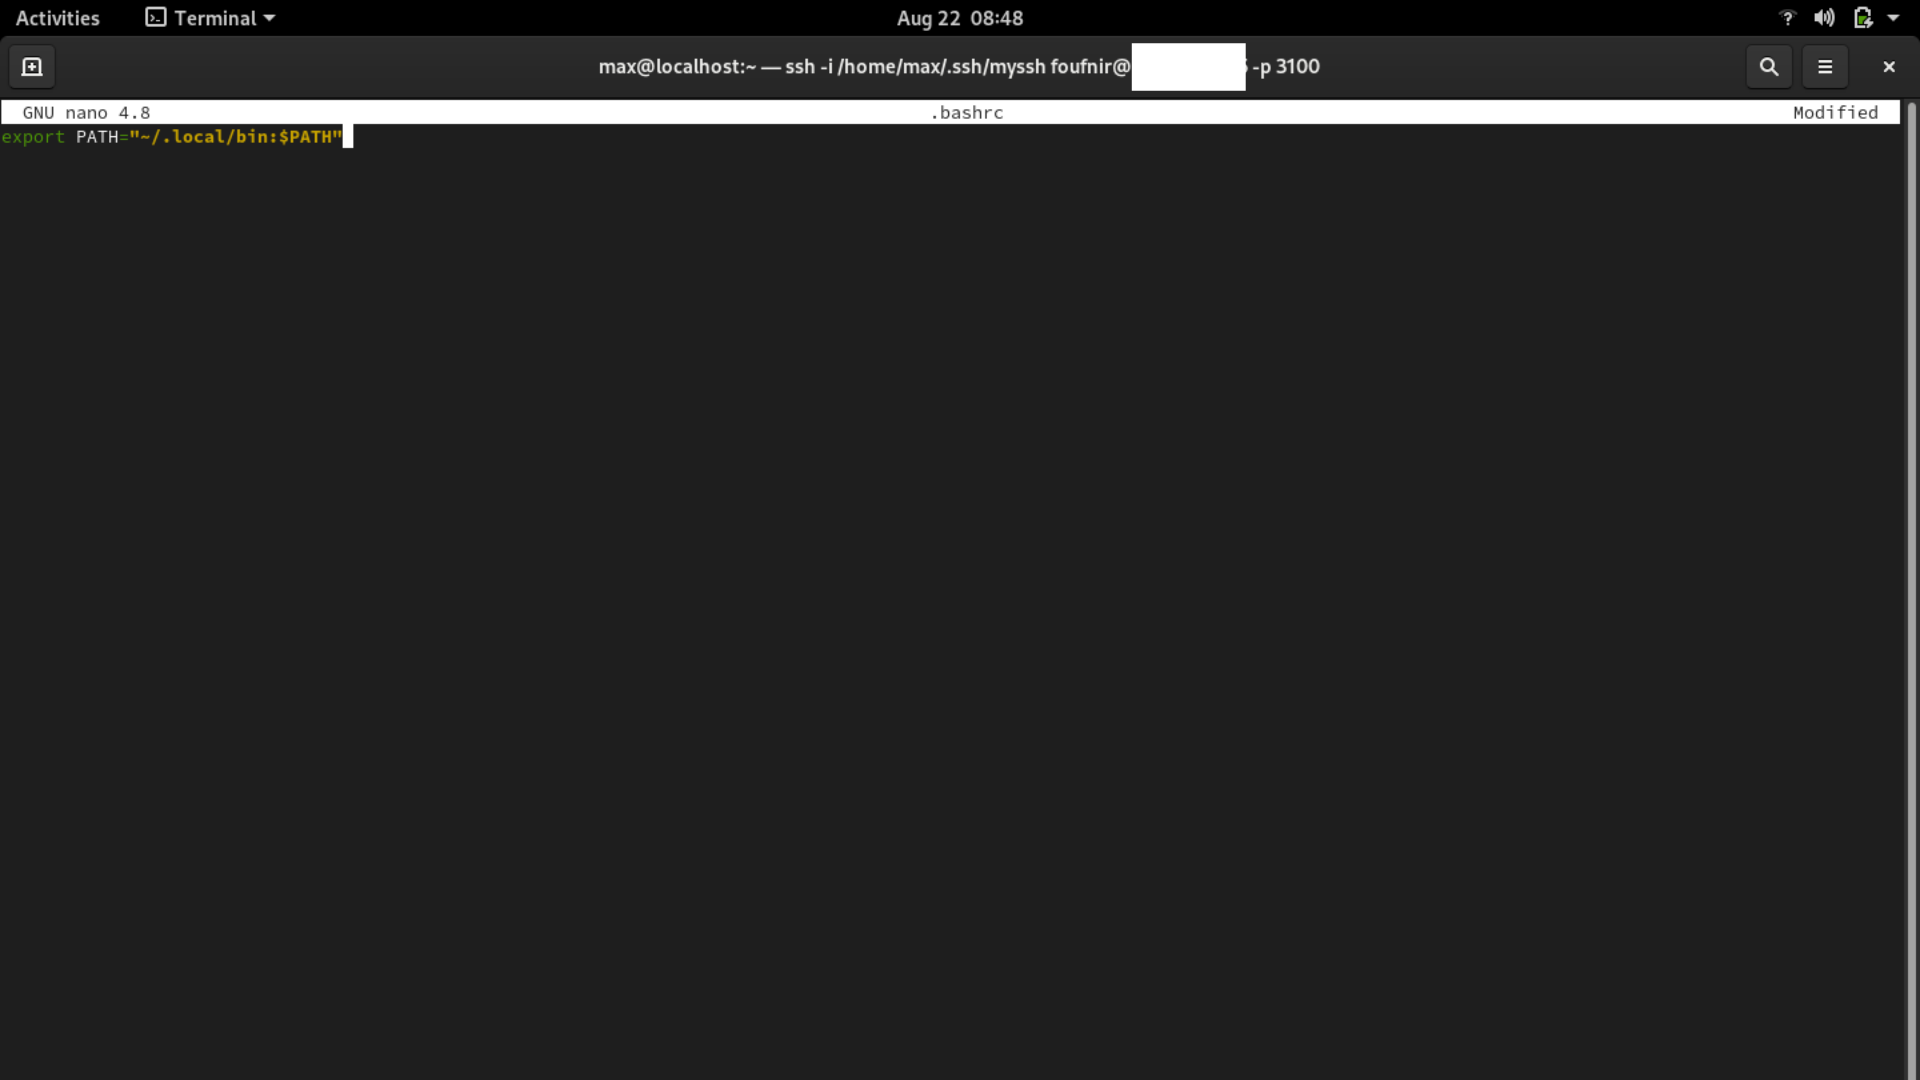 Activities Terminal Aug 22 08:48
max@localhost:~ — ssh -i /home/max/.ssh/myssh foufnir@ -p 3100
GNU nano 4.8 .bashrc Modified
export PATH="~/.local/bin:$PATH"